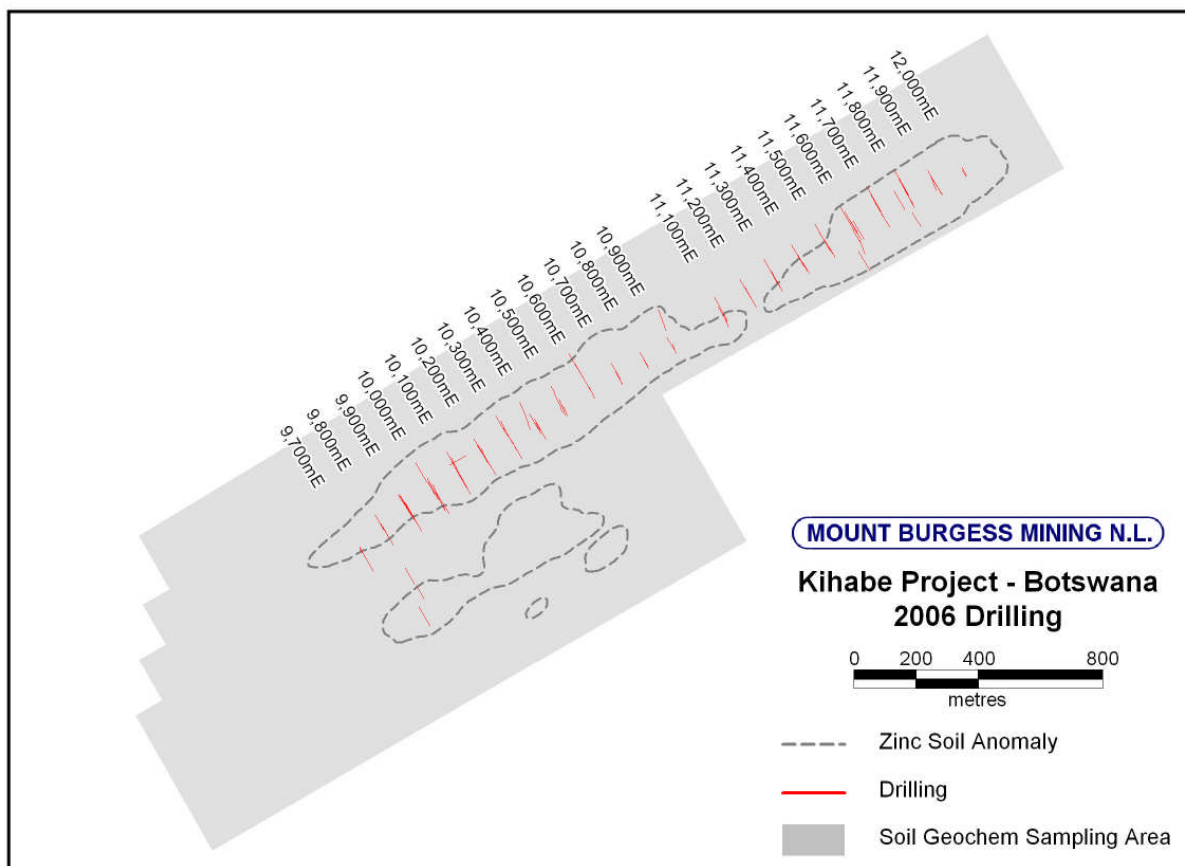 9,700mE
9,800mE
9,900mE
10,000mE
10,100mE
10,200mE
10,300mE
10,400mE
10,500mE
10,600mE
10,700mE
10,800mE
10,900mE
11,100mE
11,200mE
11,300mE
11,400mE
11,500mE
11,600mE
11,700mE
11,800mE
11,900mE
12,000mE
MOUNT BURGESS MINING N.L.
Kihabe Project - Botswana
2006 Drilling
0 200 400 800
metres
Zinc Soil Anomaly
Drilling
Soil Geochem Sampling Area